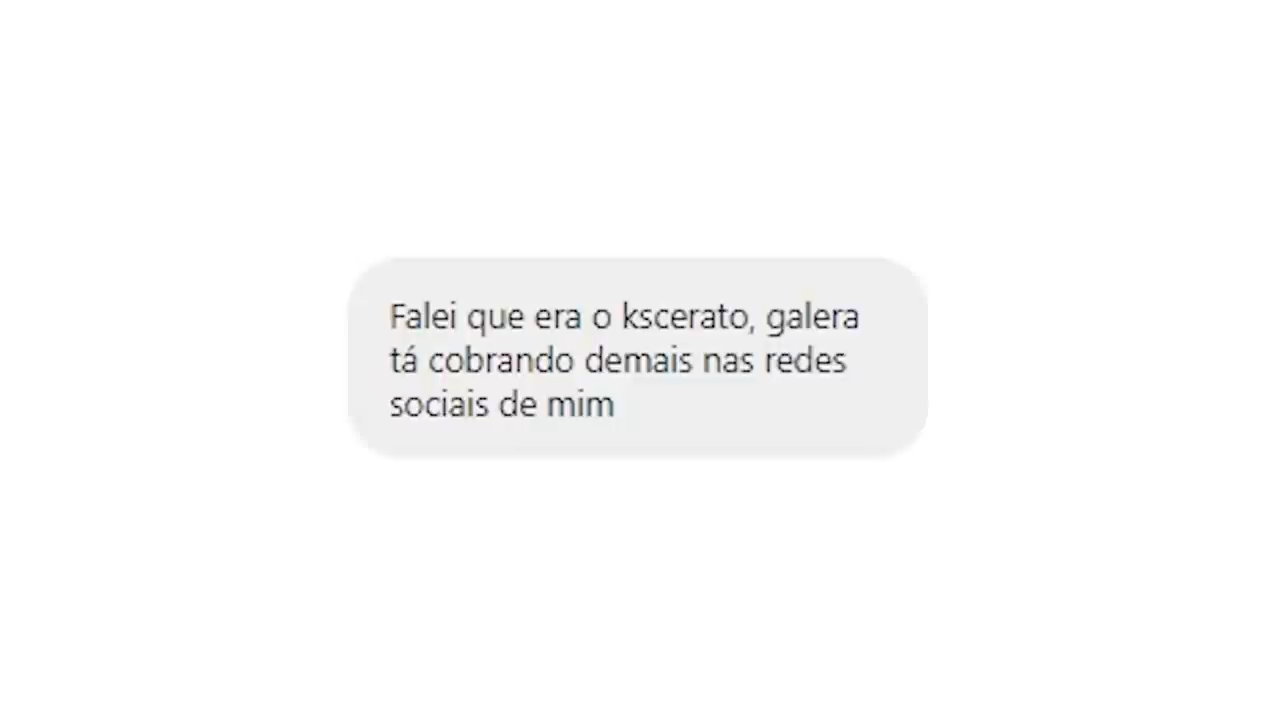 Falei que era o kscerato, galera
tá cobrando demais nas redes
sociais de mim